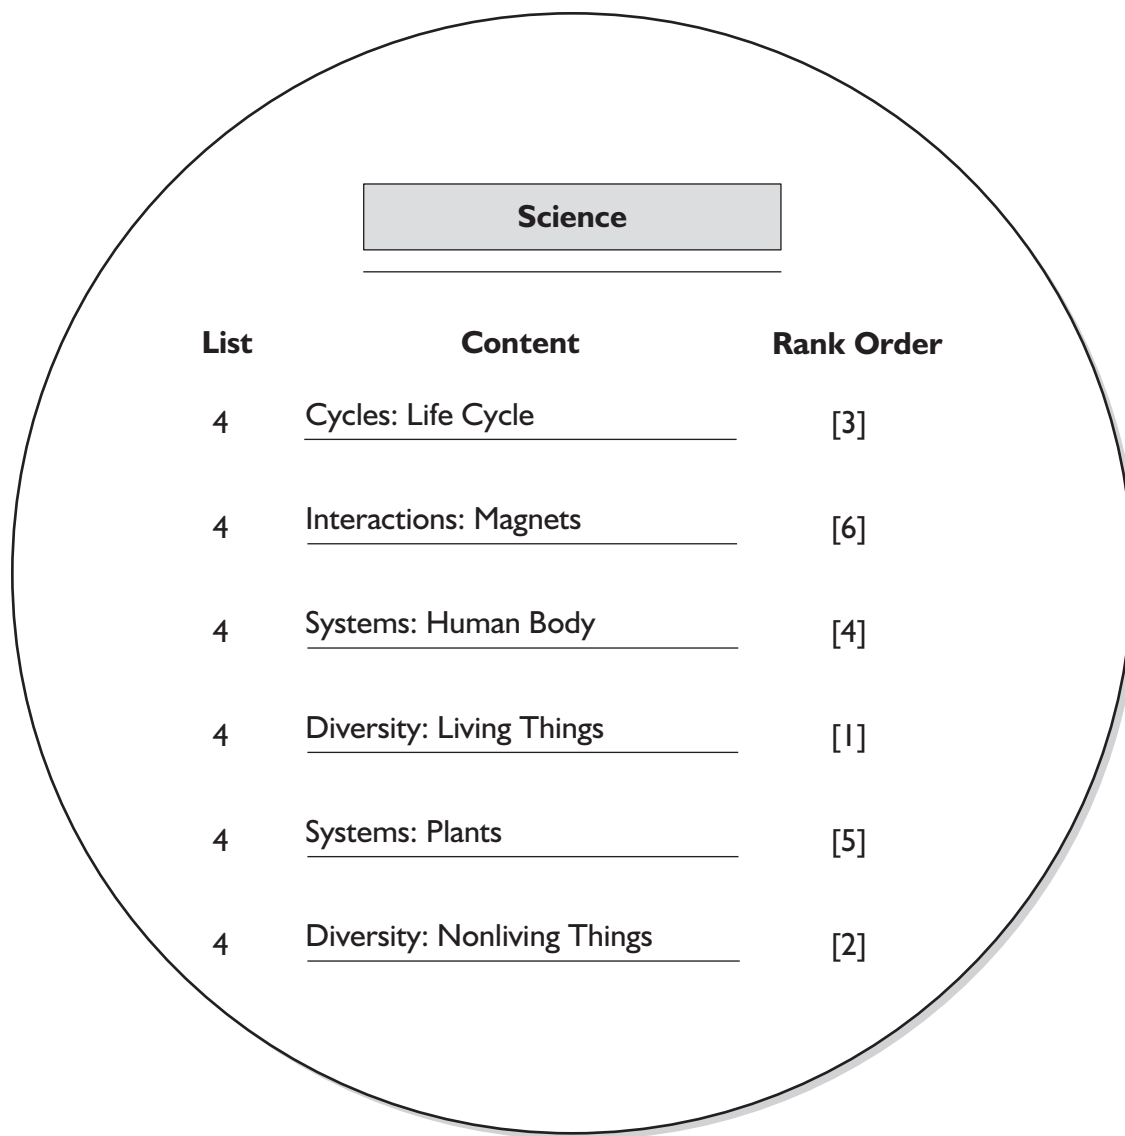 Science
List Content Rank Order
4 Cycles: Life Cycle [3]
4 Interactions: Magnets [6]
4 Systems: Human Body [4]
4 Diversity: Living Things [1]
4 Systems: Plants [5]
4 Diversity: Nonliving Things [2]